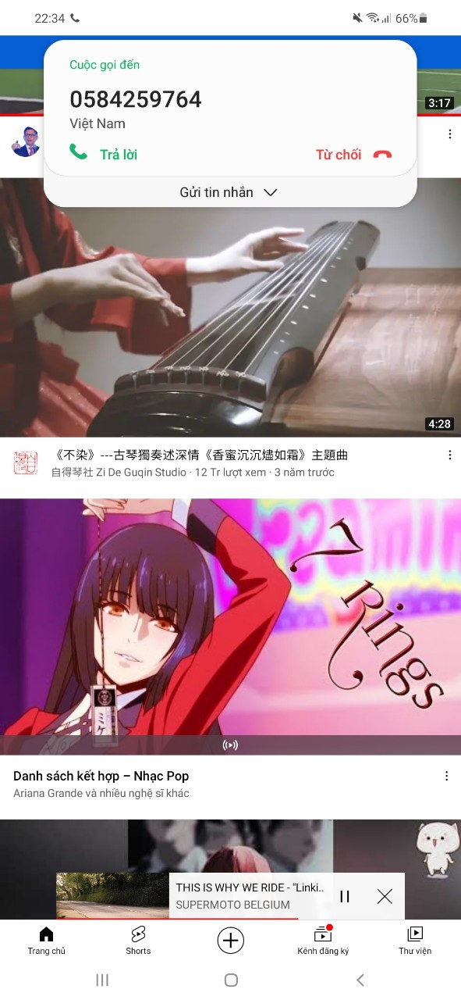 22:34
66%
Cuộc gọi đến
0584259764
Việt Nam
Trả lời
Từ chối
Gửi tin nhắn
3:17
4:28
《不染》---古琴獨奏述深情《香蜜沉沉燼如霜》主題曲
自得琴社 Zi De Guqin Studio · 12 Tr lượt xem · 3 năm trước
7 Rings
Danh sách kết hợp – Nhạc Pop
Ariana Grande và nhiều nghệ sĩ khác
THIS IS WHY WE RIDE - "Linki..
SUPERMOTO BELGIUM
Trang chủ
Shorts
Kênh đăng ký
Thư viện